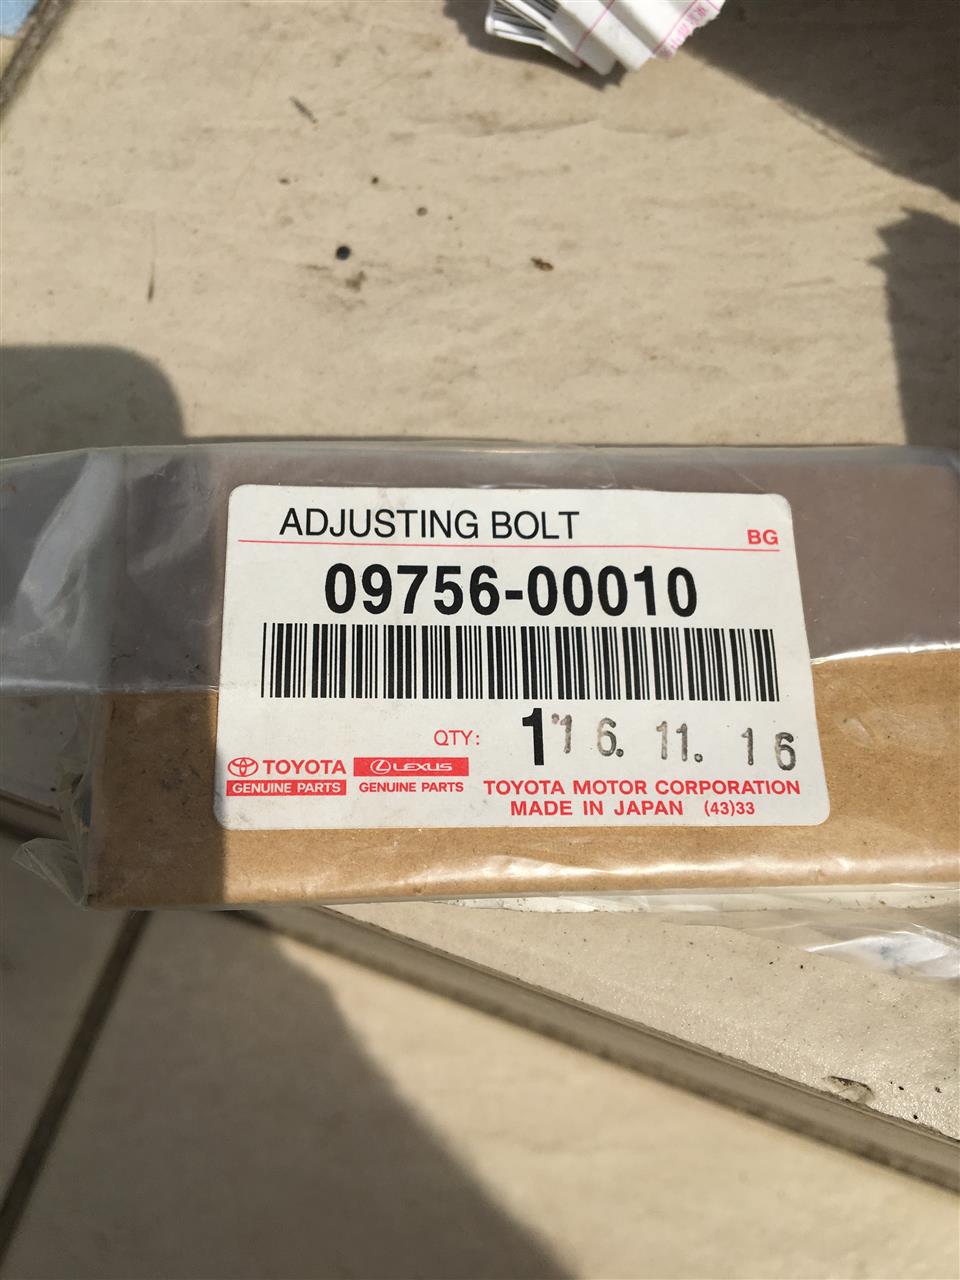 ADJUSTING BOLT
BG
09756-00010
QTY: 1 '16. 11. 16
TOYOTA LEXUS
GENUINE PARTS GENUINE PARTS
TOYOTA MOTOR CORPORATION
MADE IN JAPAN (43)33